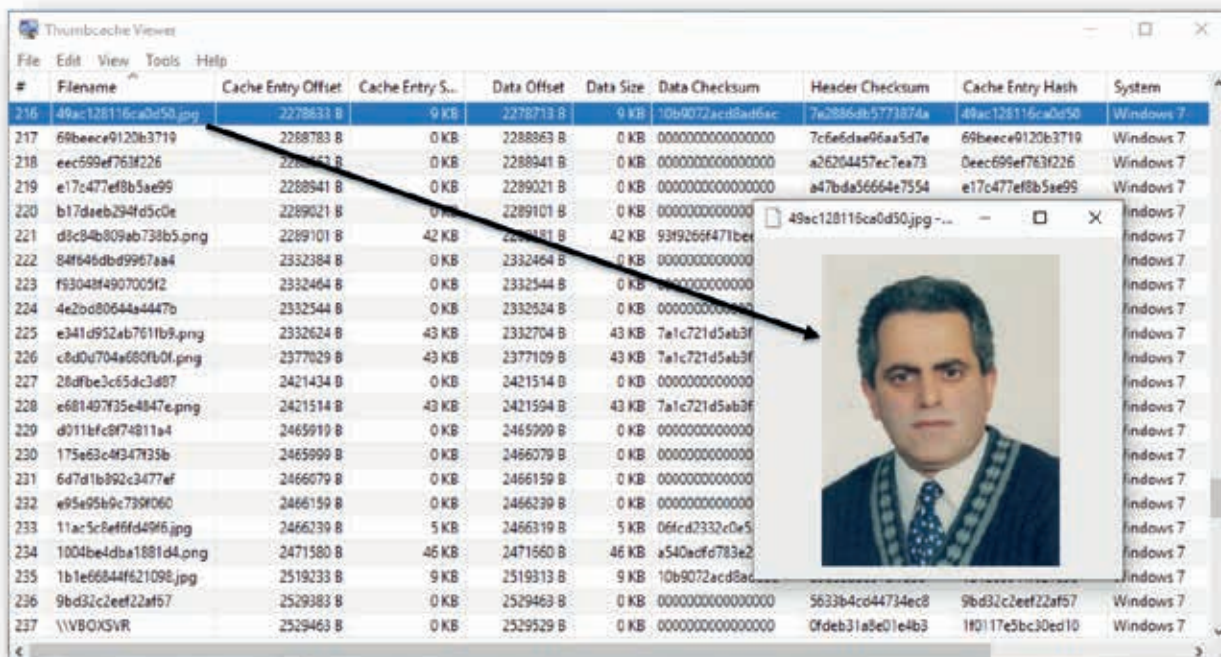 Thumbcache Viewer
File Edit View Tools Help
# Filename Cache Entry Offset Cache Entry S... Data Offset Data Size Data Checksum Header Checksum Cache Entry Hash System
216 49ac128116ca0d50.jpg 2278633 B 9 KB 2278713 B 9 KB 10b9072acd8ad6ac 7e2886db5773874a 49ac128116ca0d50 Windows 7
217 69beece9120b3719 2288783 B 0 KB 2288863 B 0 KB 0000000000000000 7c6e6dae96aa5d7e 69beece9120b3719 Windows 7
218 eec699ef763f226 0 KB 2288941 B 0 KB 0000000000000000 a26204457ec7ea73 0eec699ef763f226 Windows 7
219 e17c477ef8b5ae99 2288941 B 0 KB 2289021 B 0 KB 0000000000000000 a47bda56664e7554 e17c477ef8b5ae99 Windows 7
220 b17daeb294fd5c0e 2289021 B 0 KB 2289101 B 0 KB
221 d8c84b809ab738b5.png 2289101 B 42 KB 42 KB 93f9266f471bee
222 84f646dbd9967aa4 2332384 B 0 KB 2332464 B
223 f93048f4907005f2 2332464 B 0 KB 2332544 B 0 KB
224 4e2bd80644a4447b 2332544 B 0 KB 2332624 B 0 KB
225 e341d952ab761fb9.png 2332624 B 43 KB 2332704 B 43 KB 7a1c721d5ab3f
226 c8d0d704a680fb0f.png 2377029 B 43 KB 2377109 B 43 KB 7a1c721d5ab3f
227 28dfbe3c65dc3d87 2421434 B 0 KB 2421514 B 0 KB
228 e681497f35e4847e.png 2421514 B 43 KB 2421594 B 43 KB 7a1c721d5ab3f
229 d011bfc8f74811a4 2465919 B 0 KB 2465999 B 0 KB
230 175e63c4f347f35b 2465999 B 0 KB 2466079 B 0 KB
231 6d7d1b892c3477ef 2466079 B 0 KB 2466159 B 0 KB
232 e95e95b9c739f060 2466159 B 0 KB 2466239 B 0 KB
233 11ac5c8ef6fd49f6.jpg 2466239 B 5 KB 2466319 B 5 KB 06fcd2332c0e5
234 1004be4dba1881d4.png 2471580 B 46 KB 2471660 B 46 KB a540adfd783e2
235 1b1e66844f621098.jpg 2519233 B 9 KB 2519313 B 9 KB
236 9bd32c2eef22af67 2529383 B 0 KB 2529463 B 0 KB 0000000000000000 5633b4cd44734ec8 9bd32c2eef22af67 Windows 7
237 \\VBOXSVR 2529463 B 0 KB 2529529 B 0 KB 0000000000000000 0fdeb31a8e01e4b3 1f0117e5bc30ed10 Windows 7
49ac128116ca0d50.jpg -...